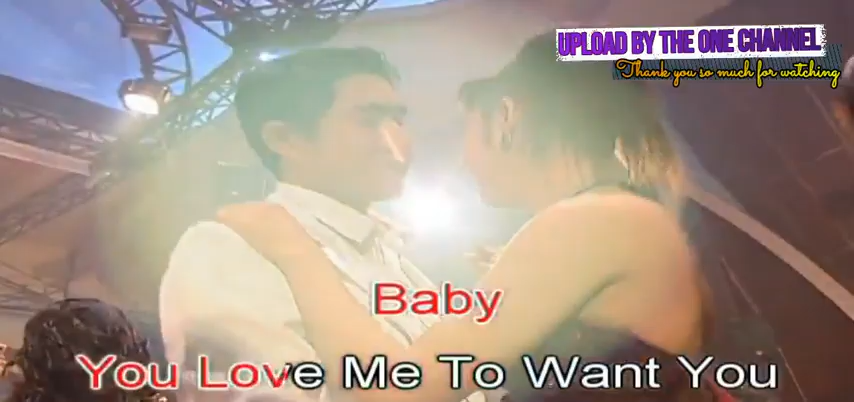 UPLOAD BY THE ONE CHANNEL
Thank you so much for watching
Baby
You Love Me To Want You